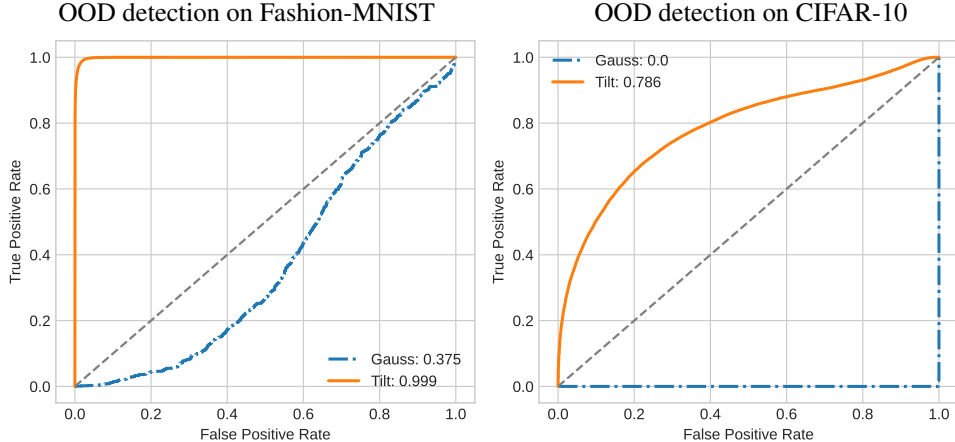 OOD detection on Fashion-MNIST
True Positive Rate
1.0
0.8
0.6
0.4
0.2
0.0
Gauss: 0.375
Tilt: 0.999
0.0 0.2 0.4 0.6 0.8 1.0
False Positive Rate
OOD detection on CIFAR-10
True Positive Rate
1.0
0.8
0.6
0.4
0.2
0.0
Gauss: 0.0
Tilt: 0.786
0.0 0.2 0.4 0.6 0.8 1.0
False Positive Rate